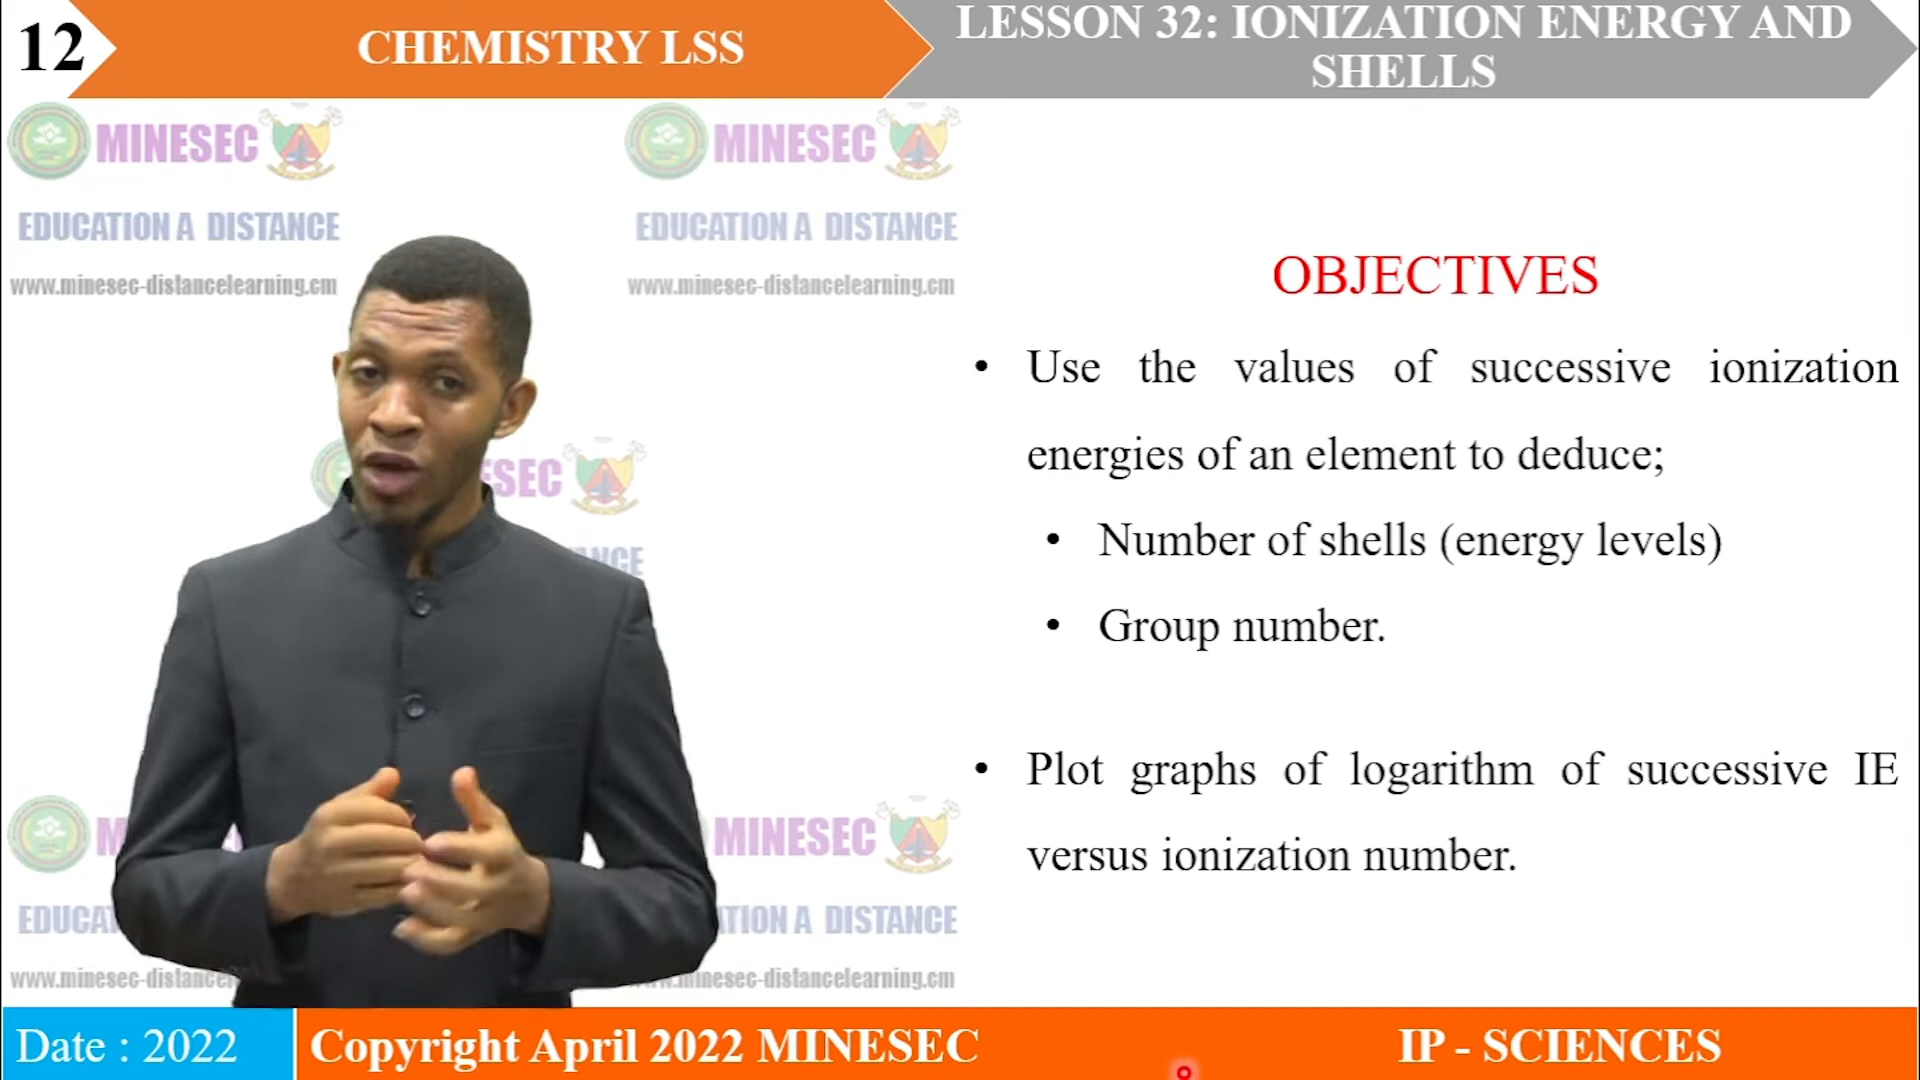 12
CHEMISTRY LSS
LESSON 32: IONIZATION ENERGY AND
SHELLS
MINESEC
MINESEC
EDUCATION A DISTANCE
EDUCATION A DISTANCE
www.minesec-distancelearning.cm
www.minesec-distancelearning.cm
OBJECTIVES
• Use the values of successive ionization
energies of an element to deduce;
• Number of shells (energy levels)
• Group number.
• Plot graphs of logarithm of successive IE
versus ionization number.
MINESEC
A DISTANCE
Date : 2022
Copyright April 2022 MINESEC
IP - SCIENCES